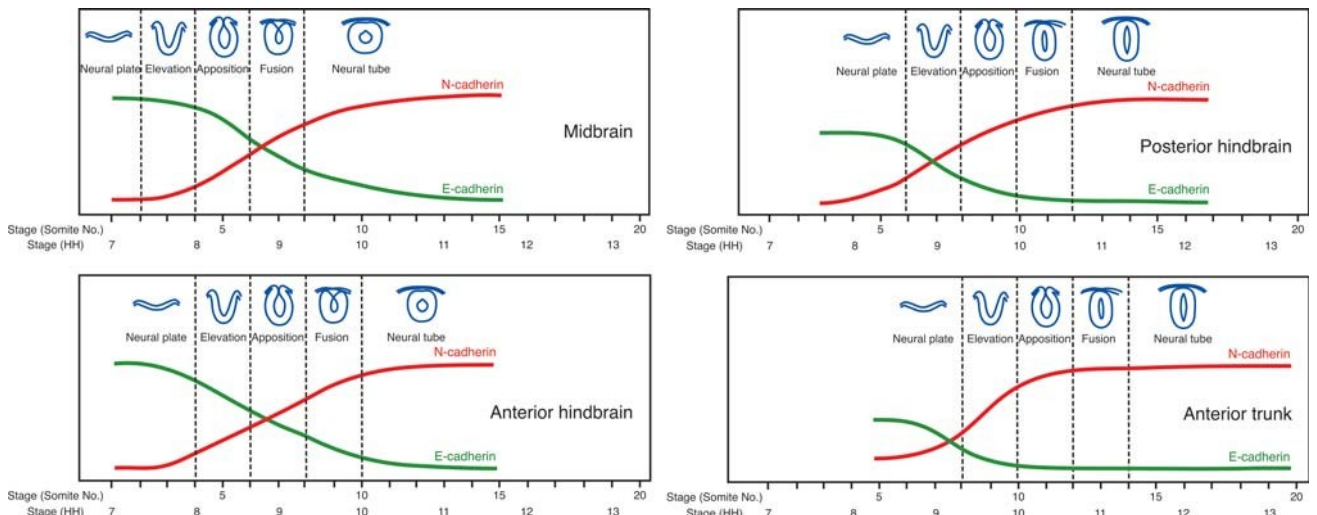 Neural plate Elevation Apposition Fusion Neural tube
N-cadherin
Midbrain
E-cadherin
Stage (Somite No.) 5 10 15 20
Stage (HH) 7 8 9 10 11 12 13
Neural plate Elevation Apposition Fusion Neural tube
N-cadherin
Posterior hindbrain
E-cadherin
Stage (Somite No.) 5 10 15 20
Stage (HH) 7 8 9 10 11 12 13
Neural plate Elevation Apposition Fusion Neural tube
N-cadherin
Anterior hindbrain
E-cadherin
Stage (Somite No.) 5 10 15 20
Stage (HH) 7 8 9 10 11 12 13
Neural plate Elevation Apposition Fusion Neural tube
N-cadherin
Anterior trunk
E-cadherin
Stage (Somite No.) 5 10 15 20
Stage (HH) 7 8 9 10 11 12 13